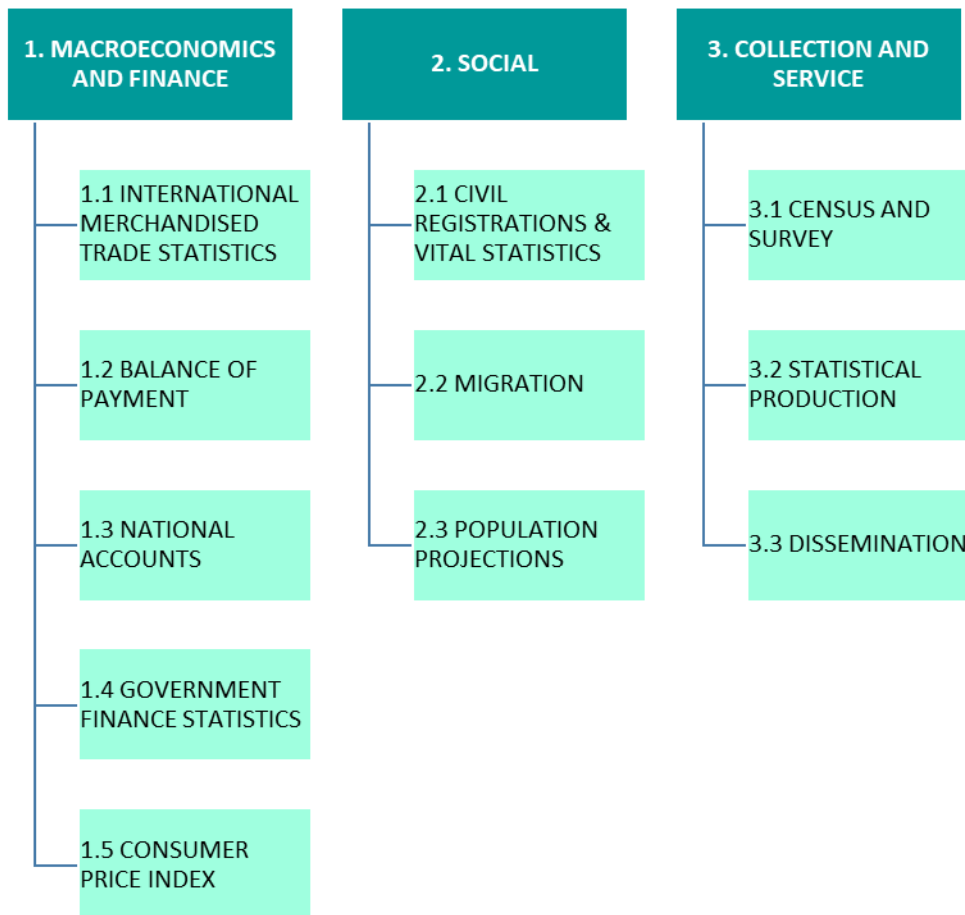 1. MACROECONOMICS
AND FINANCE
1.1 INTERNATIONAL
MERCHANDISED
TRADE STATISTICS
1.2 BALANCE OF
PAYMENT
1.3 NATIONAL
ACCOUNTS
1.4 GOVERNMENT
FINANCE STATISTICS
1.5 CONSUMER
PRICE INDEX
2. SOCIAL
2.1 CIVIL
REGISTRATIONS &
VITAL STATISTICS
2.2 MIGRATION
2.3 POPULATION
PROJECTIONS
3. COLLECTION AND
SERVICE
3.1 CENSUS AND
SURVEY
3.2 STATISTICAL
PRODUCTION
3.3 DISSEMINATION